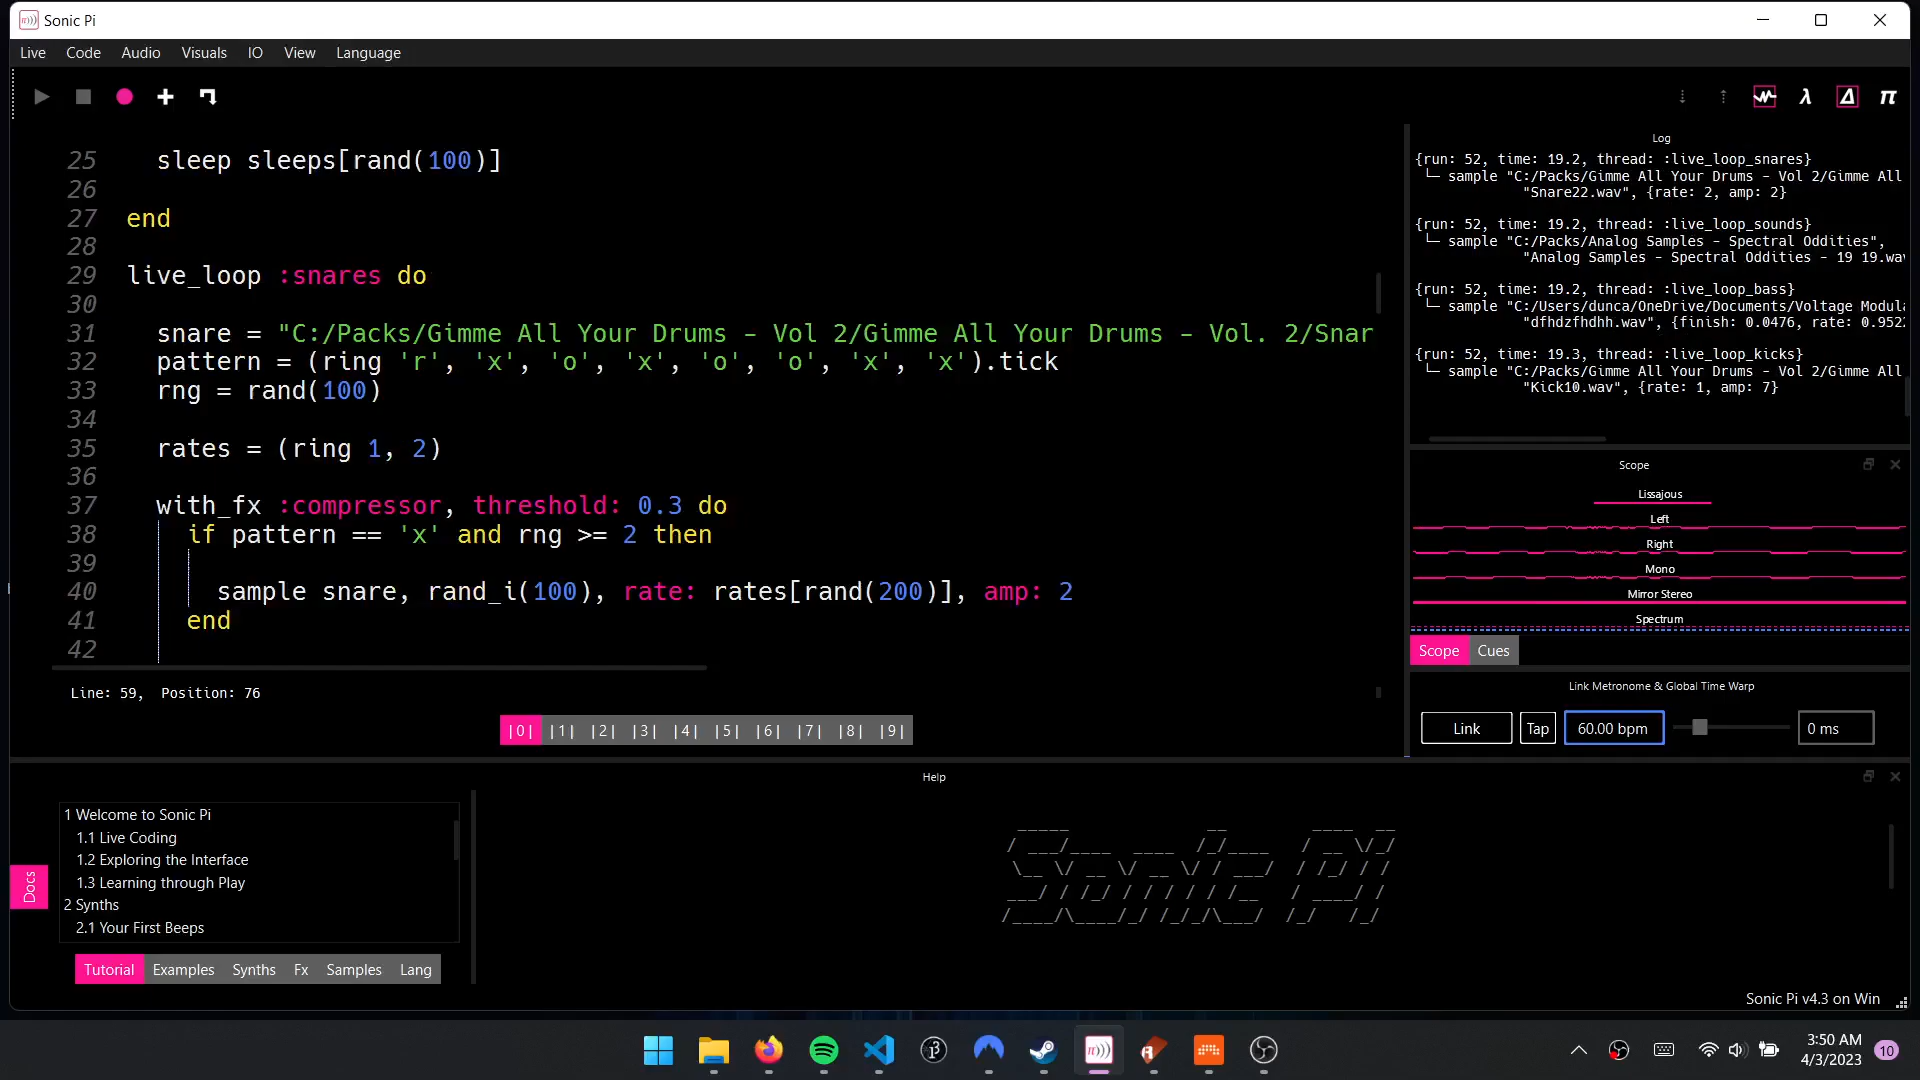 Sonic Pi
Live Code Audio Visuals IO View Language
25 sleep sleeps[rand(100)]
26
27 end
28
29 live_loop :snares do
30
31 snare = "C:/Packs/Gimme All Your Drums - Vol 2/Gimme All Your Drums - Vol. 2/Snar
32 pattern = (ring 'r', 'x', 'o', 'x', 'o', 'o', 'x', 'x').tick
33 rng = rand(100)
34
35 rates = (ring 1, 2)
36
37 with_fx :compressor, threshold: 0.3 do
38 if pattern == 'x' and rng >= 2 then
39
40 sample snare, rand_i(100), rate: rates[rand(200)], amp: 2
41 end
42
Line: 59, Position: 76
|0| |1| |2| |3| |4| |5| |6| |7| |8| |9|
Log
{run: 52, time: 19.2, thread: :live_loop_snares}
└─ sample "C:/Packs/Gimme All Your Drums - Vol 2/Gimme All
"Snare22.wav", {rate: 2, amp: 2}
{run: 52, time: 19.2, thread: :live_loop_sounds}
└─ sample "C:/Packs/Analog Samples - Spectral Oddities",
"Analog Samples - Spectral Oddities - 19 19.wav
{run: 52, time: 19.2, thread: :live_loop_bass}
└─ sample "C:/Users/dunca/OneDrive/Documents/Voltage Modula
"dfhdzfhdhh.wav", {finish: 0.0476, rate: 0.952
{run: 52, time: 19.3, thread: :live_loop_kicks}
└─ sample "C:/Packs/Gimme All Your Drums - Vol 2/Gimme All
"Kick10.wav", {rate: 1, amp: 7}
Scope
Lissajous
Left
Right
Mono
Mirror Stereo
Spectrum
Scope Cues
Link Metronome & Global Time Warp
Link Tap 60.00 bpm 0 ms
Help
Docs
1 Welcome to Sonic Pi
1.1 Live Coding
1.2 Exploring the Interface
1.3 Learning through Play
2 Synths
2.1 Your First Beeps
Tutorial Examples Synths Fx Samples Lang
Sonic Pi
Sonic Pi v4.3 on Win
3:50 AM
4/3/2023
10